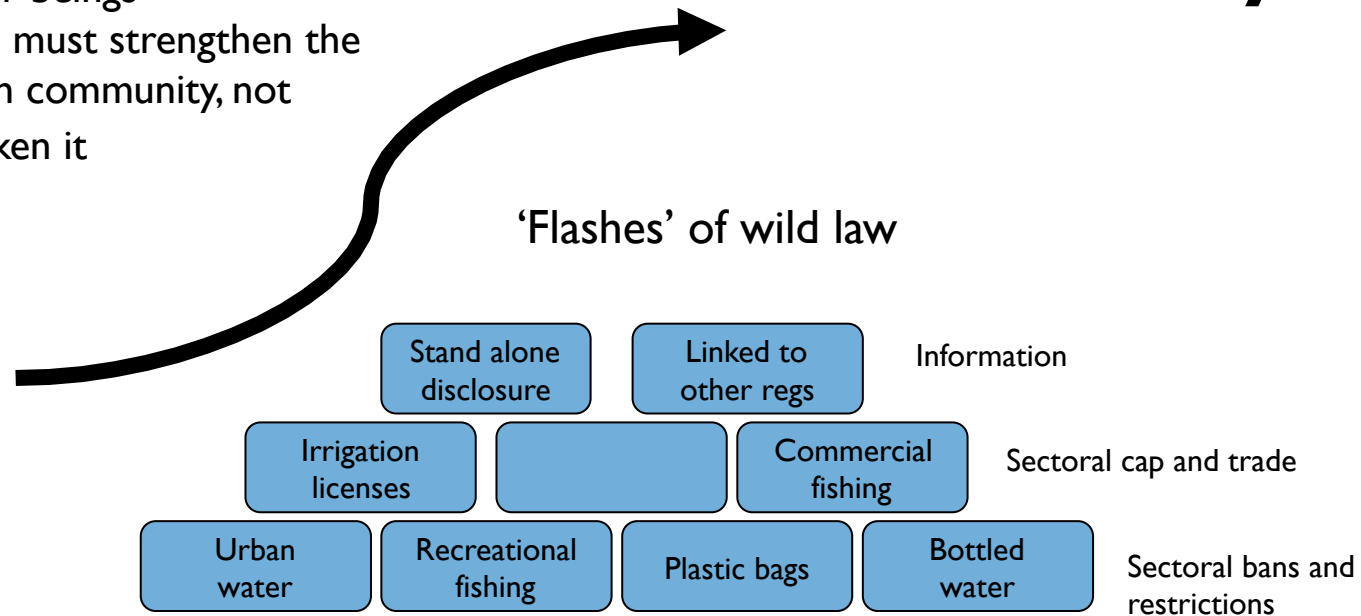 must strengthen the
community, not
it
'Flashes' of wild law
Stand alone
disclosure
Linked to
other regs
Information
Irrigation
licenses
Commercial
fishing
Sectoral cap and trade
Urban
water
Recreational
fishing
Plastic bags
Bottled
water
Sectoral bans and
restrictions